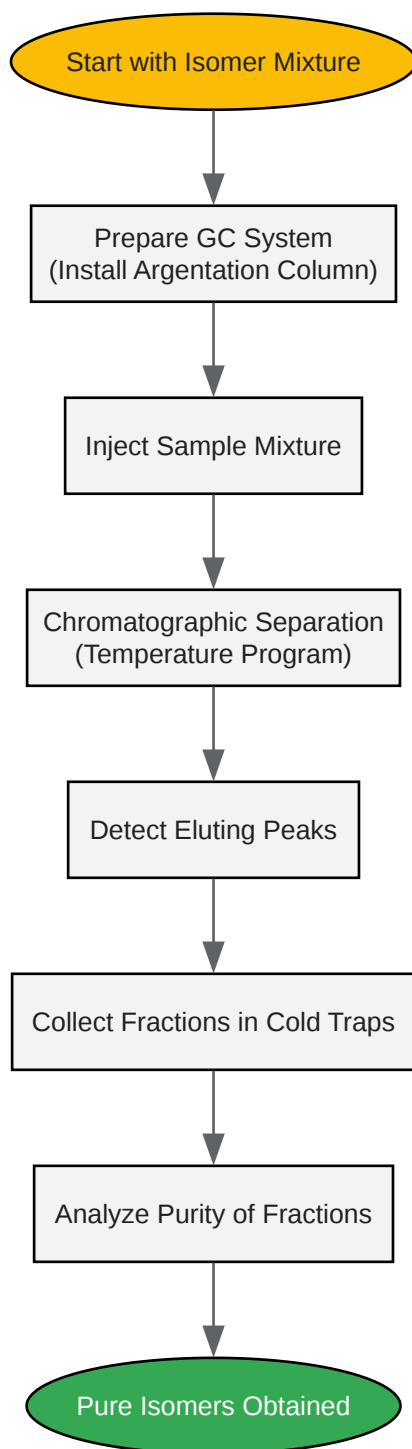 Start with Isomer Mixture
Prepare GC System
(Install Argentation Column)
Inject Sample Mixture
Chromatographic Separation
(Temperature Program)
Detect Eluting Peaks
Collect Fractions in Cold Traps
Analyze Purity of Fractions
Pure Isomers Obtained